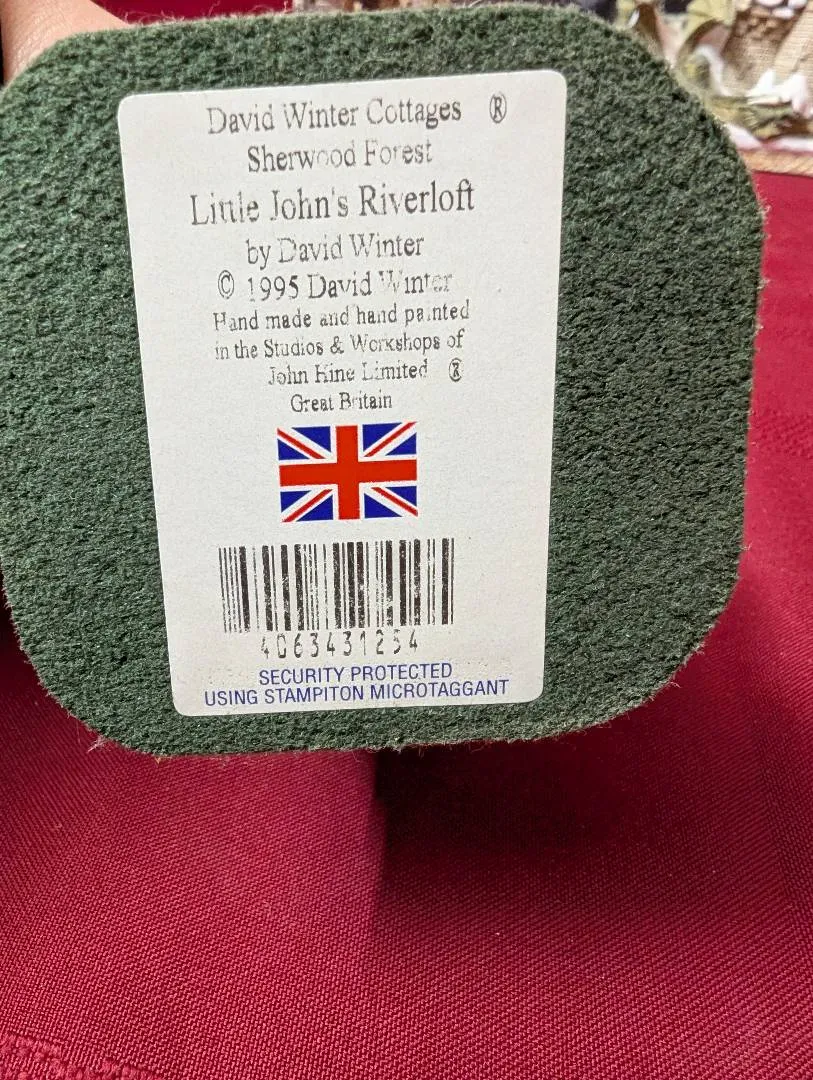 David Winter Cottages ®
Sherwood Forest
Little John's Riverloft
by David Winter
© 1995 David Winter
Hand made and hand painted
in the Studios & Workshops of
John Hine Limited ®
Great Britain
4063431254
SECURITY PROTECTED
USING STAMPITON MICROTAGGANT